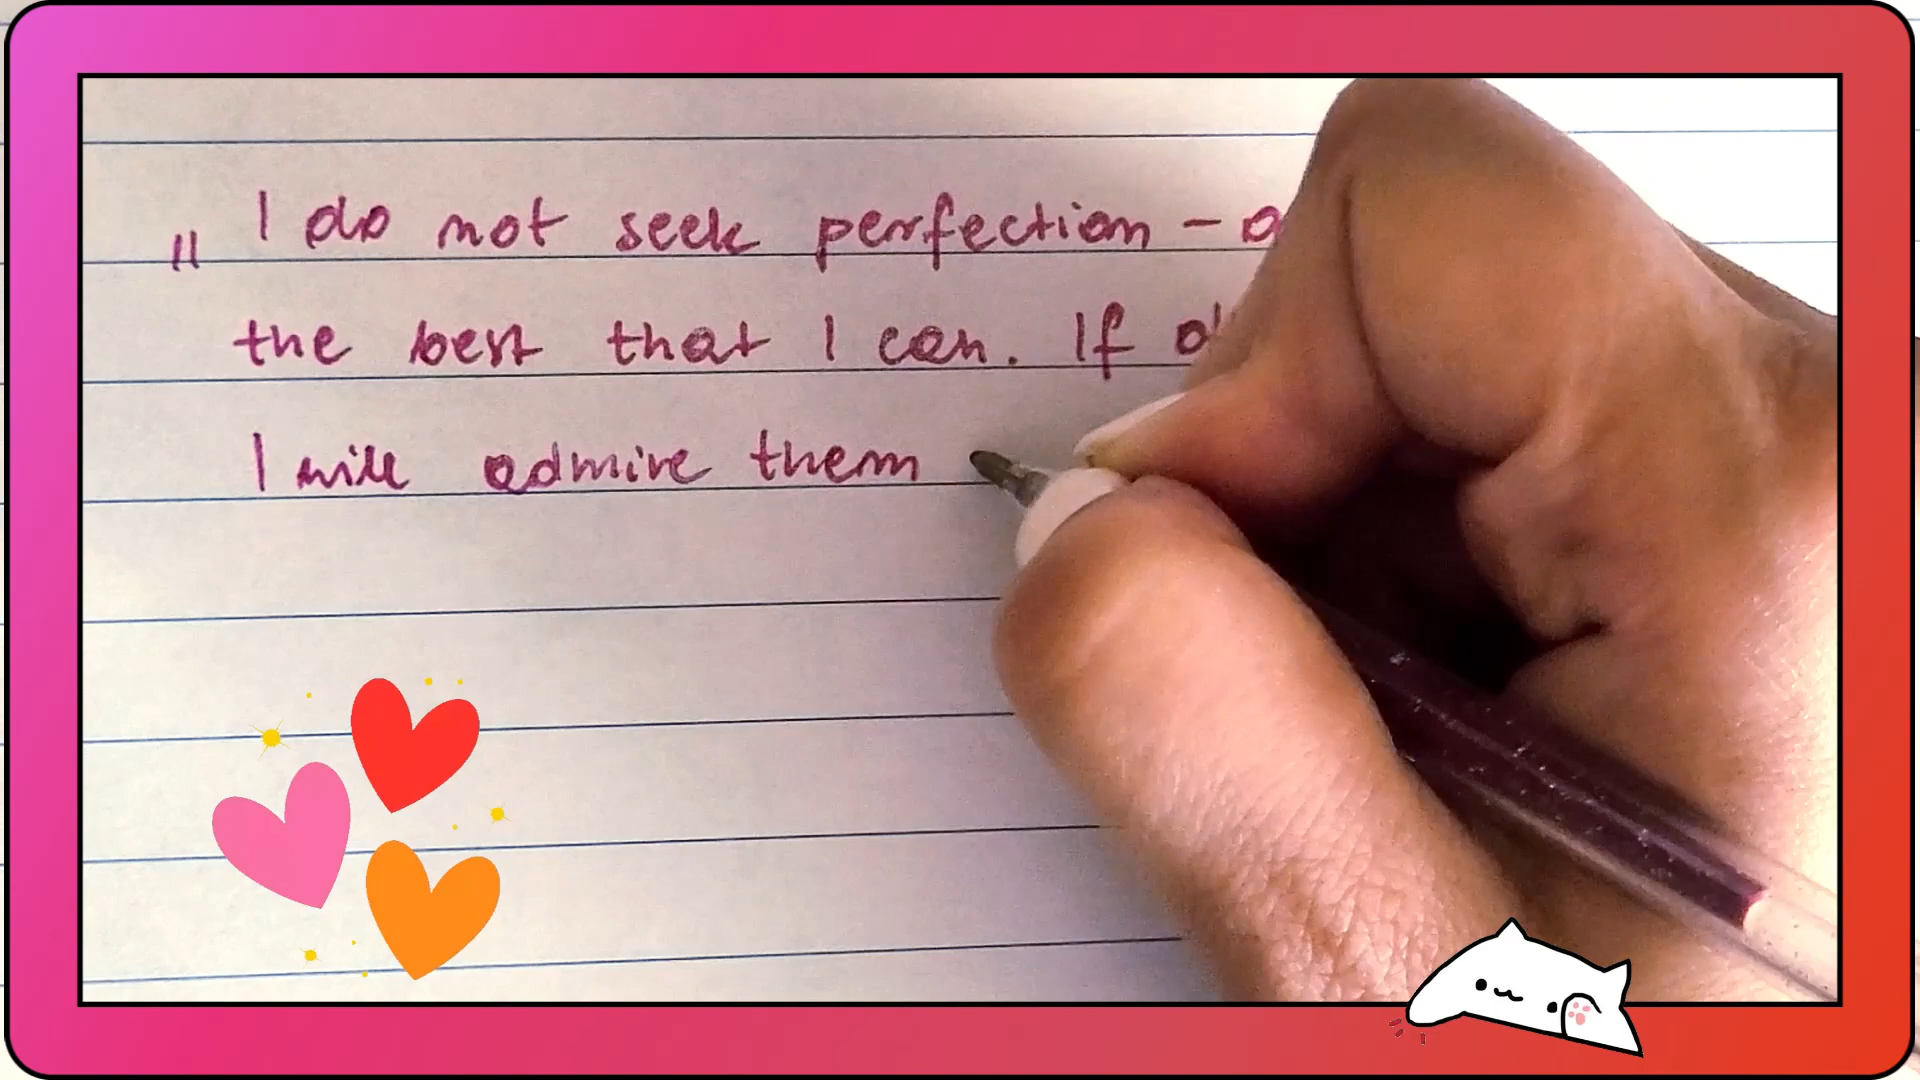 „ I do not seek perfection -
the best that I can. If
I will admire them